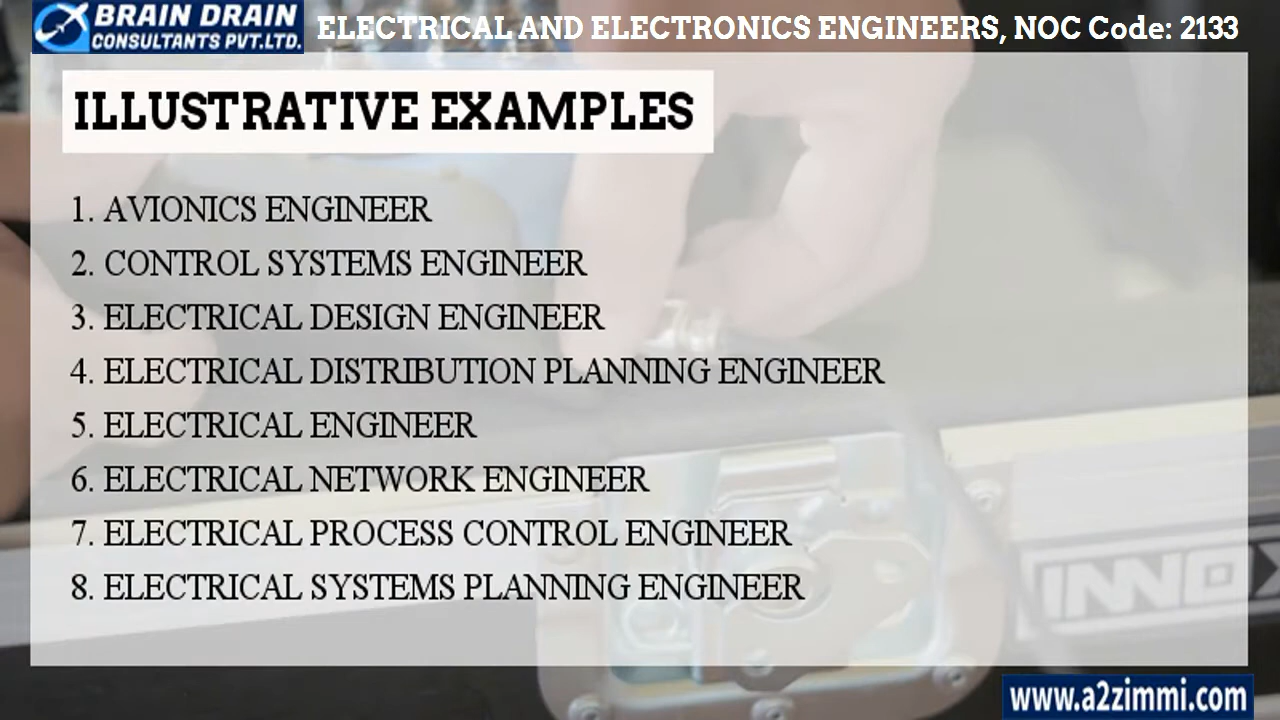 BRAIN DRAIN
CONSULTANTS PVT.LTD.
ELECTRICAL AND ELECTRONICS ENGINEERS, NOC Code: 2133
ILLUSTRATIVE EXAMPLES
1. AVIONICS ENGINEER
2. CONTROL SYSTEMS ENGINEER
3. ELECTRICAL DESIGN ENGINEER
4. ELECTRICAL DISTRIBUTION PLANNING ENGINEER
5. ELECTRICAL ENGINEER
6. ELECTRICAL NETWORK ENGINEER
7. ELECTRICAL PROCESS CONTROL ENGINEER
8. ELECTRICAL SYSTEMS PLANNING ENGINEER
INNOX
www.a2zimmi.com